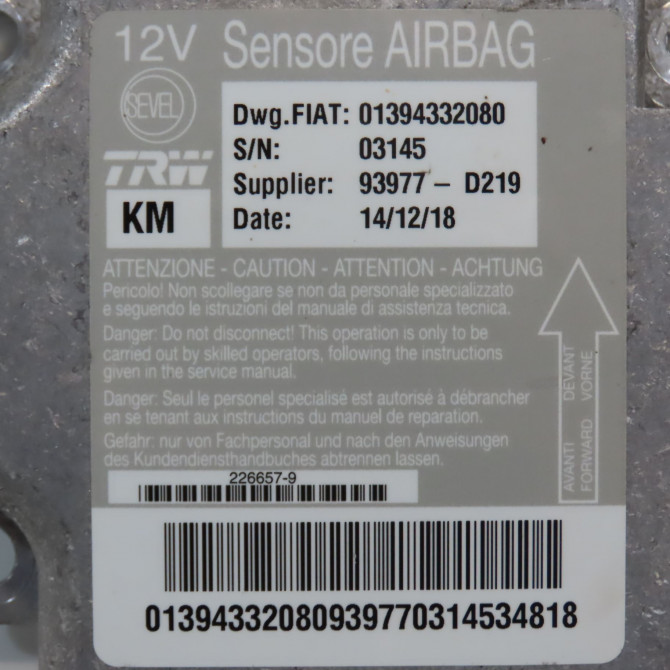 12V Sensore AIRBAG
SEVEL
Dwg.FIAT: 01394332080
S/N: 03145
TRW
Supplier: 93977 - D219
KM
Date: 14/12/18
ATTENZIONE - CAUTION - ATTENTION - ACHTUNG
Pericolo! Non scollegare se non da personale specializzato
e seguendo le istruzioni del manuale di assistenza tecnica.
Danger: Do not disconnect! This operation is only to be
carried out by skilled operators, following the instructions
given in the service manual.
Danger: Seul le personel specialisé est autorisé à débrancher
en se tenant aux instructions du manuel de reparation.
Gefahr: nur von Fachpersonal und nach den Anweisungen
des Kundendiensthandbuches abtrennen lassen.
AVANTI DEVANT
FORWARD VORNE
226657-9
01394332080939770314534818